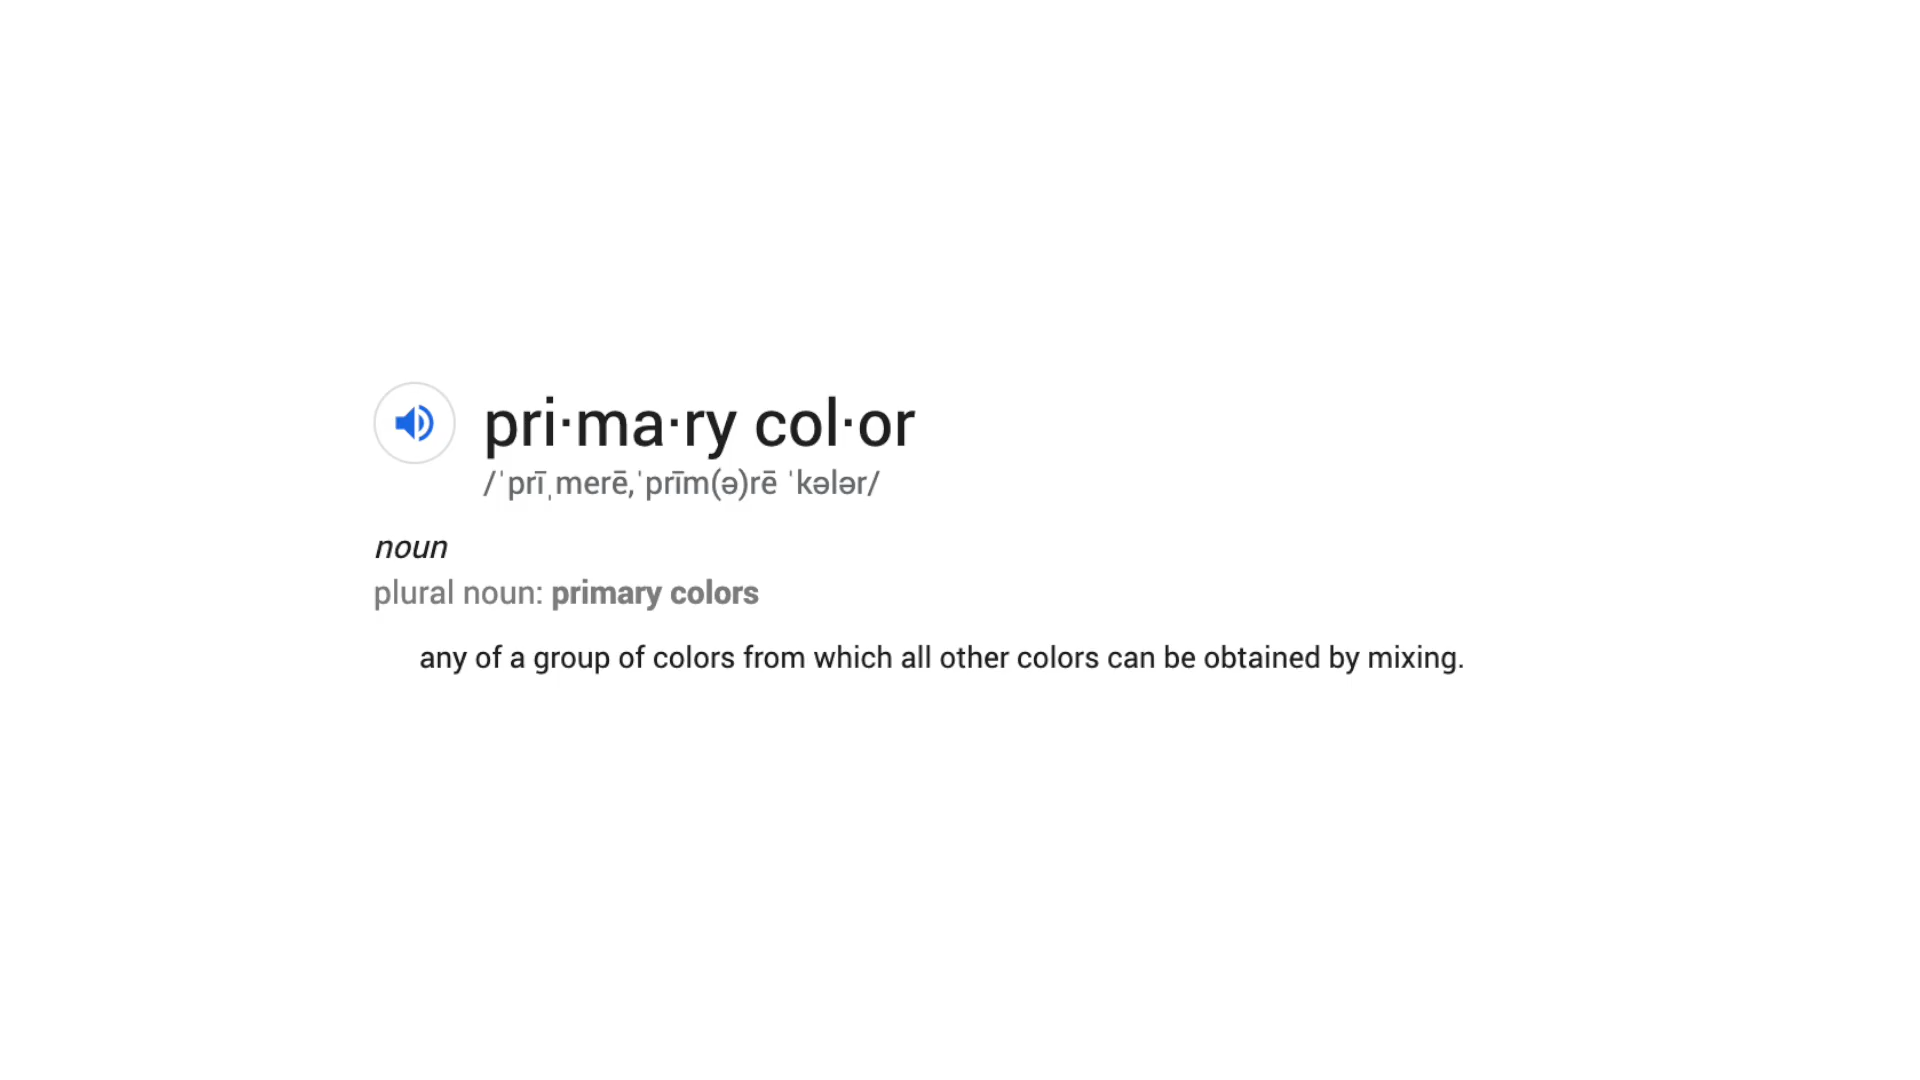 pri·ma·ry col·or
/ˈprīˌmerē,ˈprīm(ə)rē ˈkələr/
noun
plural noun: primary colors
any of a group of colors from which all other colors can be obtained by mixing.